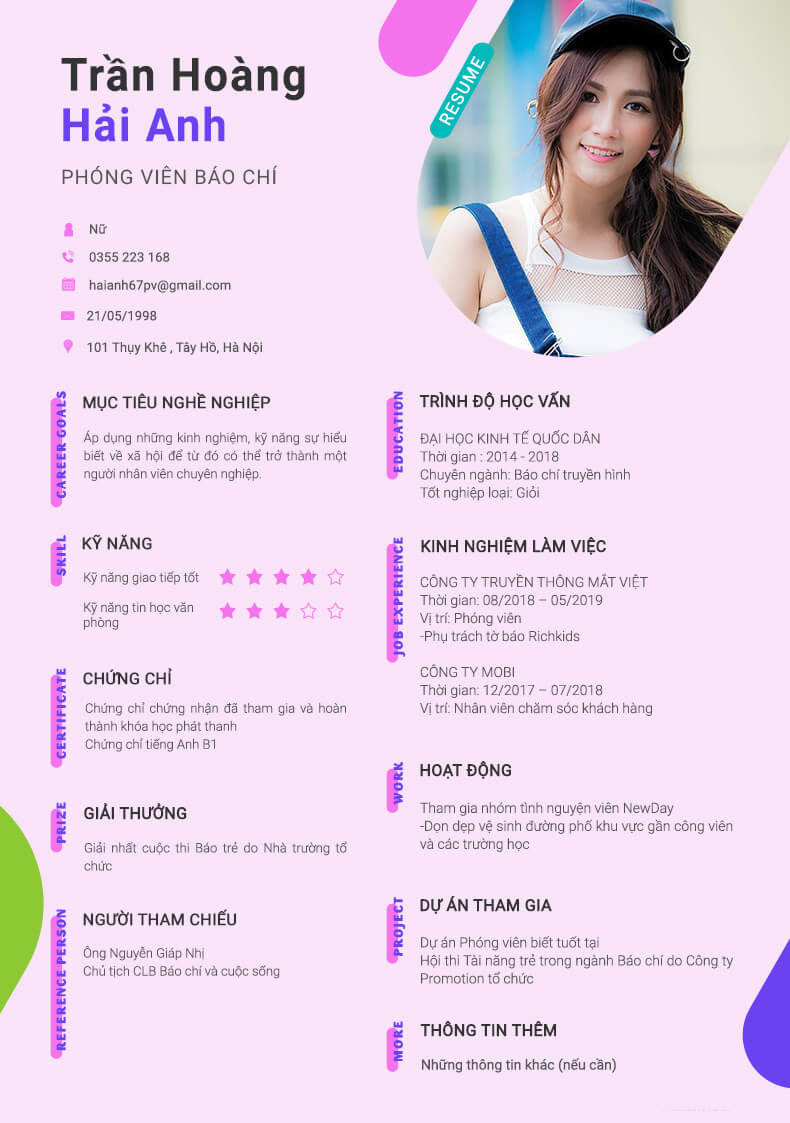 Trần Hoàng
Hải Anh
PHÓNG VIÊN BÁO CHÍ
RESUME
Nữ
0355 223 168
haianh67pv@gmail.com
21/05/1998
101 Thụy Khê , Tây Hồ, Hà Nội
CAREER GOALS
MỤC TIÊU NGHỀ NGHIỆP
Áp dụng những kinh nghiệm, kỹ năng sự hiểu
biết về xã hội để từ đó có thể trở thành một
người nhân viên chuyên nghiệp.
SKILL
KỸ NĂNG
Kỹ năng giao tiếp tốt
Kỹ năng tin học văn
phòng
CERTIFICATE
CHỨNG CHỈ
Chứng chỉ chứng nhận đã tham gia và hoàn
thành khóa học phát thanh
Chứng chỉ tiếng Anh B1
PRIZE
GIẢI THƯỞNG
Giải nhất cuộc thi Báo trẻ do Nhà trường tổ
chức
REFERENCE PERSON
NGƯỜI THAM CHIẾU
Ông Nguyễn Giáp Nhị
Chủ tịch CLB Báo chí và cuộc sống
EDUCATION
TRÌNH ĐỘ HỌC VẤN
ĐẠI HỌC KINH TẾ QUỐC DÂN
Thời gian : 2014 - 2018
Chuyên ngành: Báo chí truyền hình
Tốt nghiệp loại: Giỏi
JOB EXPERIENCE
KINH NGHIỆM LÀM VIỆC
CÔNG TY TRUYỀN THÔNG MẮT VIỆT
Thời gian: 08/2018 – 05/2019
Vị trí: Phóng viên
-Phụ trách tờ báo Richkids
CÔNG TY MOBI
Thời gian: 12/2017 – 07/2018
Vị trí: Nhân viên chăm sóc khách hàng
WORK
HOẠT ĐỘNG
Tham gia nhóm tình nguyện viên NewDay
-Dọn dẹp vệ sinh đường phố khu vực gần công viên
và các trường học
PROJECT
DỰ ÁN THAM GIA
Dự án Phóng viên biết tuốt tại
Hội thi Tài năng trẻ trong ngành Báo chí do Công ty
Promotion tổ chức
MORE
THÔNG TIN THÊM
Những thông tin khác (nếu cần)